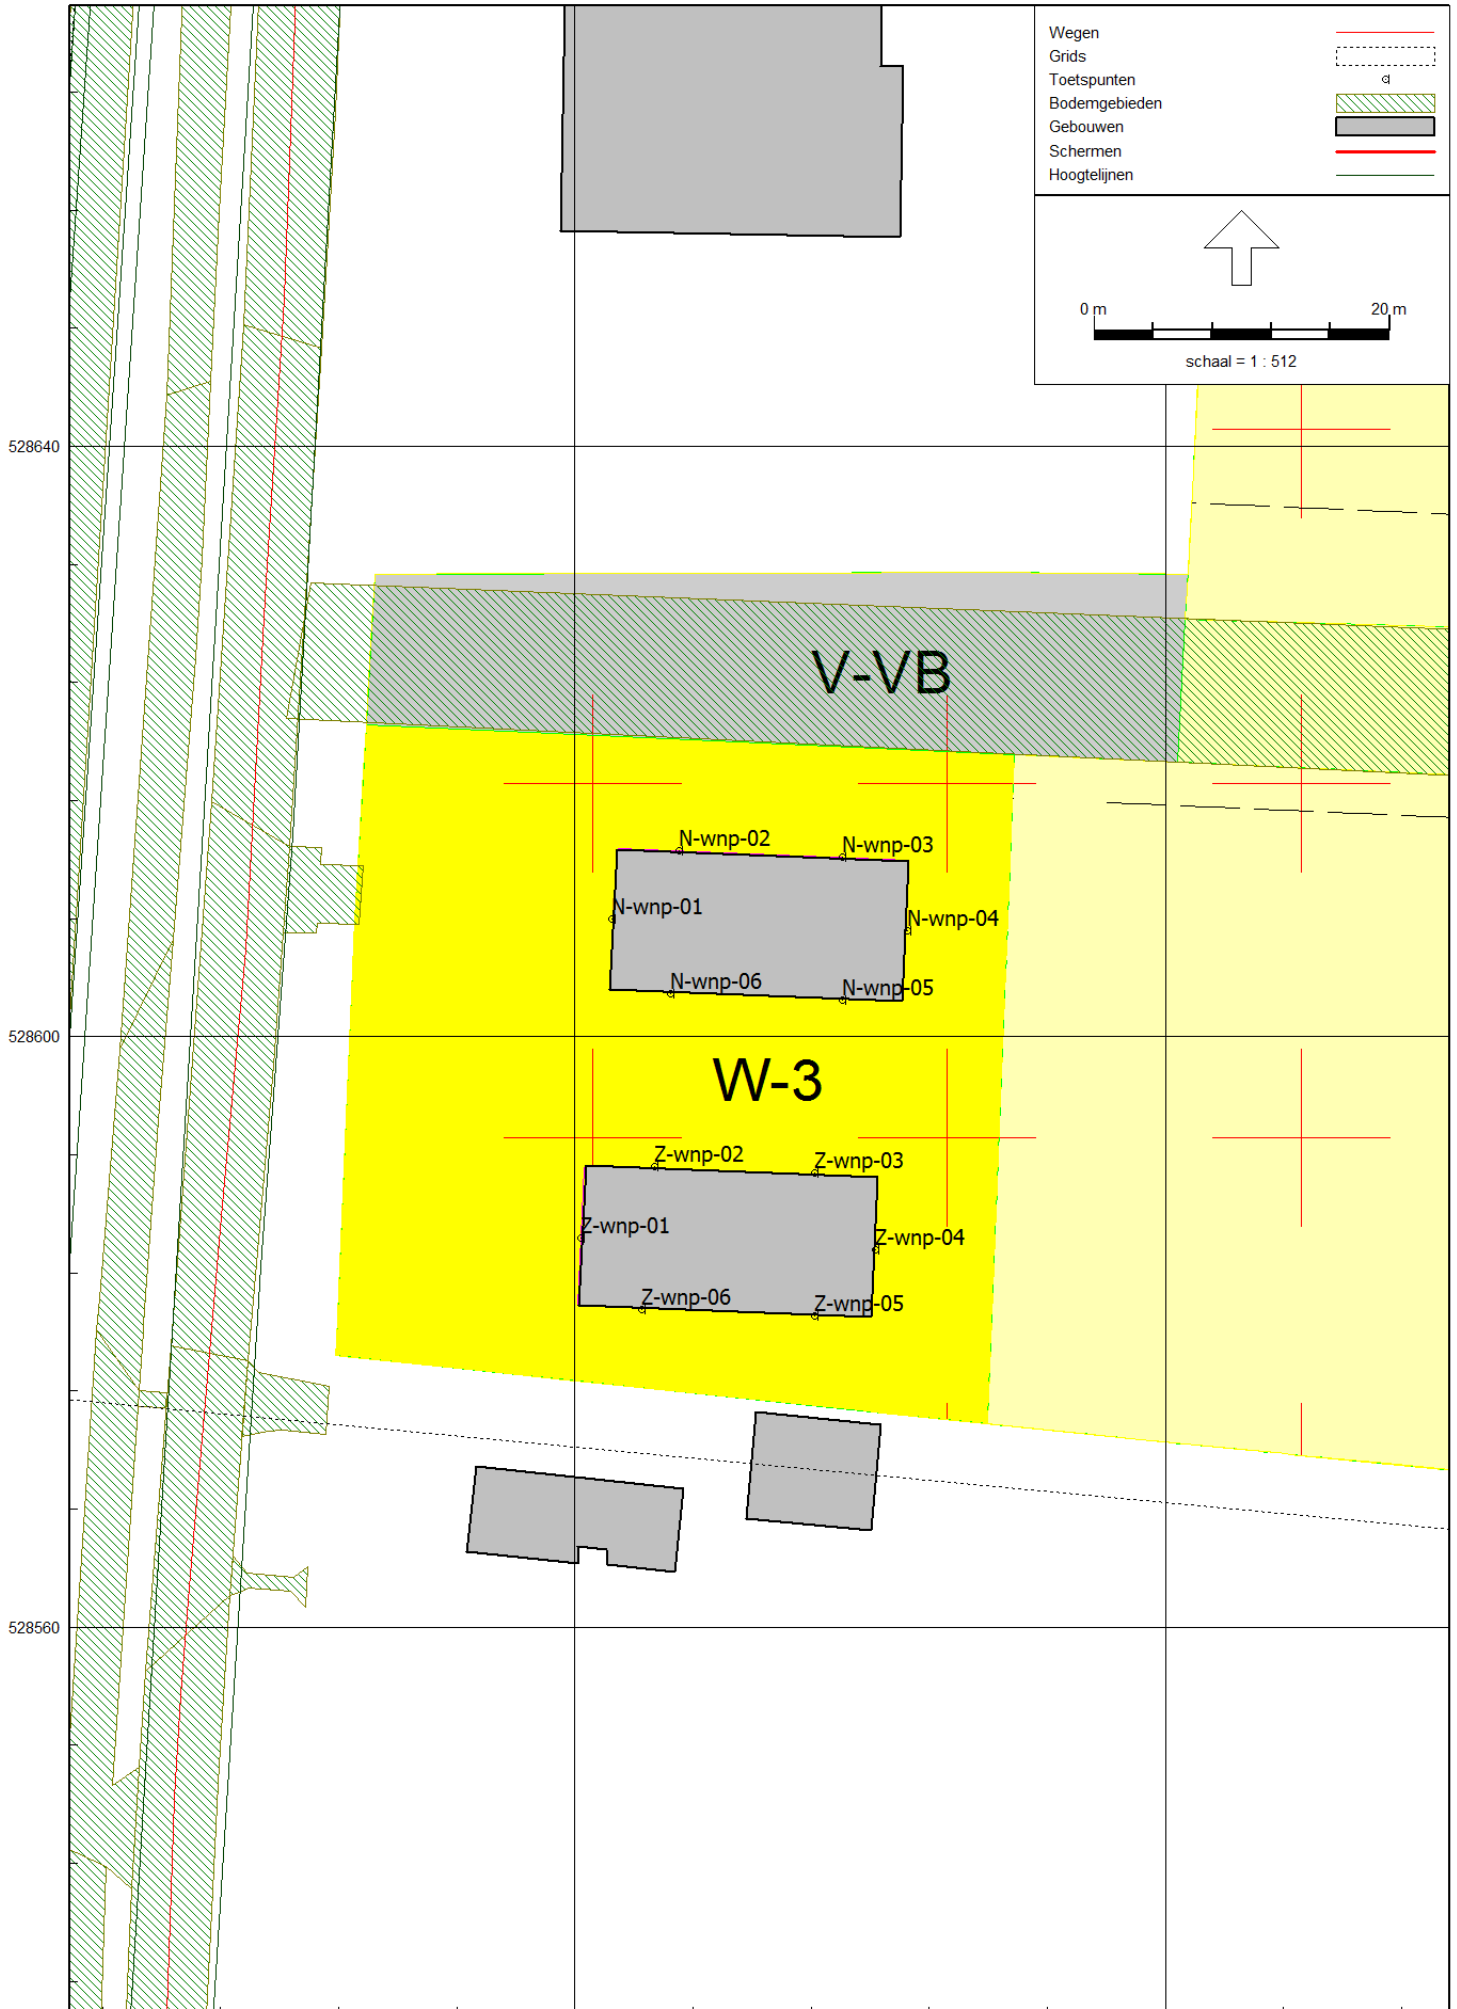 Wegen
Grids
Toetspunten
Bodemgebieden
Gebouwen
Schermen
Hoogtelijnen
0 m 20 m
schaal = 1 : 512
528640
V-VB
N-wnp-02
N-wnp-03
N-wnp-01
N-wnp-04
N-wnp-06
N-wnp-05
528600
W-3
Z-wnp-02
Z-wnp-03
Z-wnp-01
Z-wnp-04
Z-wnp-06
Z-wnp-05
528560